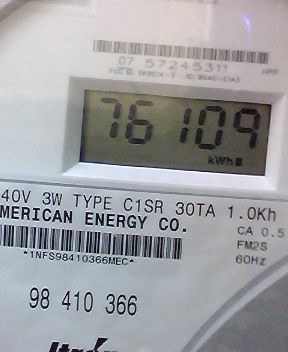 07 57245311
76109
kWh
40V 3W TYPE C1SR 30TA 1.0Kh
MERICAN ENERGY CO.
CA 0.5
FM2S
60Hz
*1NFS98410366MEC*
98 410 366
Itrón